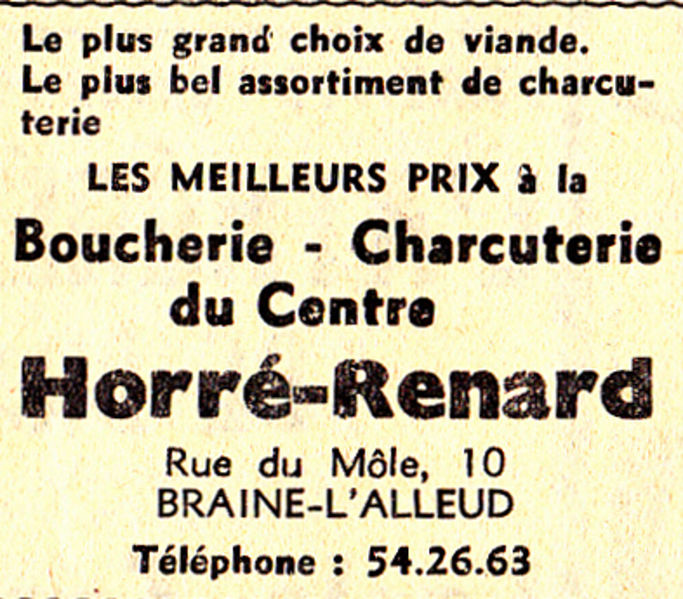 Le plus grand choix de viande.
Le plus bel assortiment de charcu-
terie
LES MEILLEURS PRIX à la
Boucherie - Charcuterie
du Centre
Horré-Renard
Rue du Môle, 10
BRAINE-L'ALLEUD
Téléphone : 54.26.63